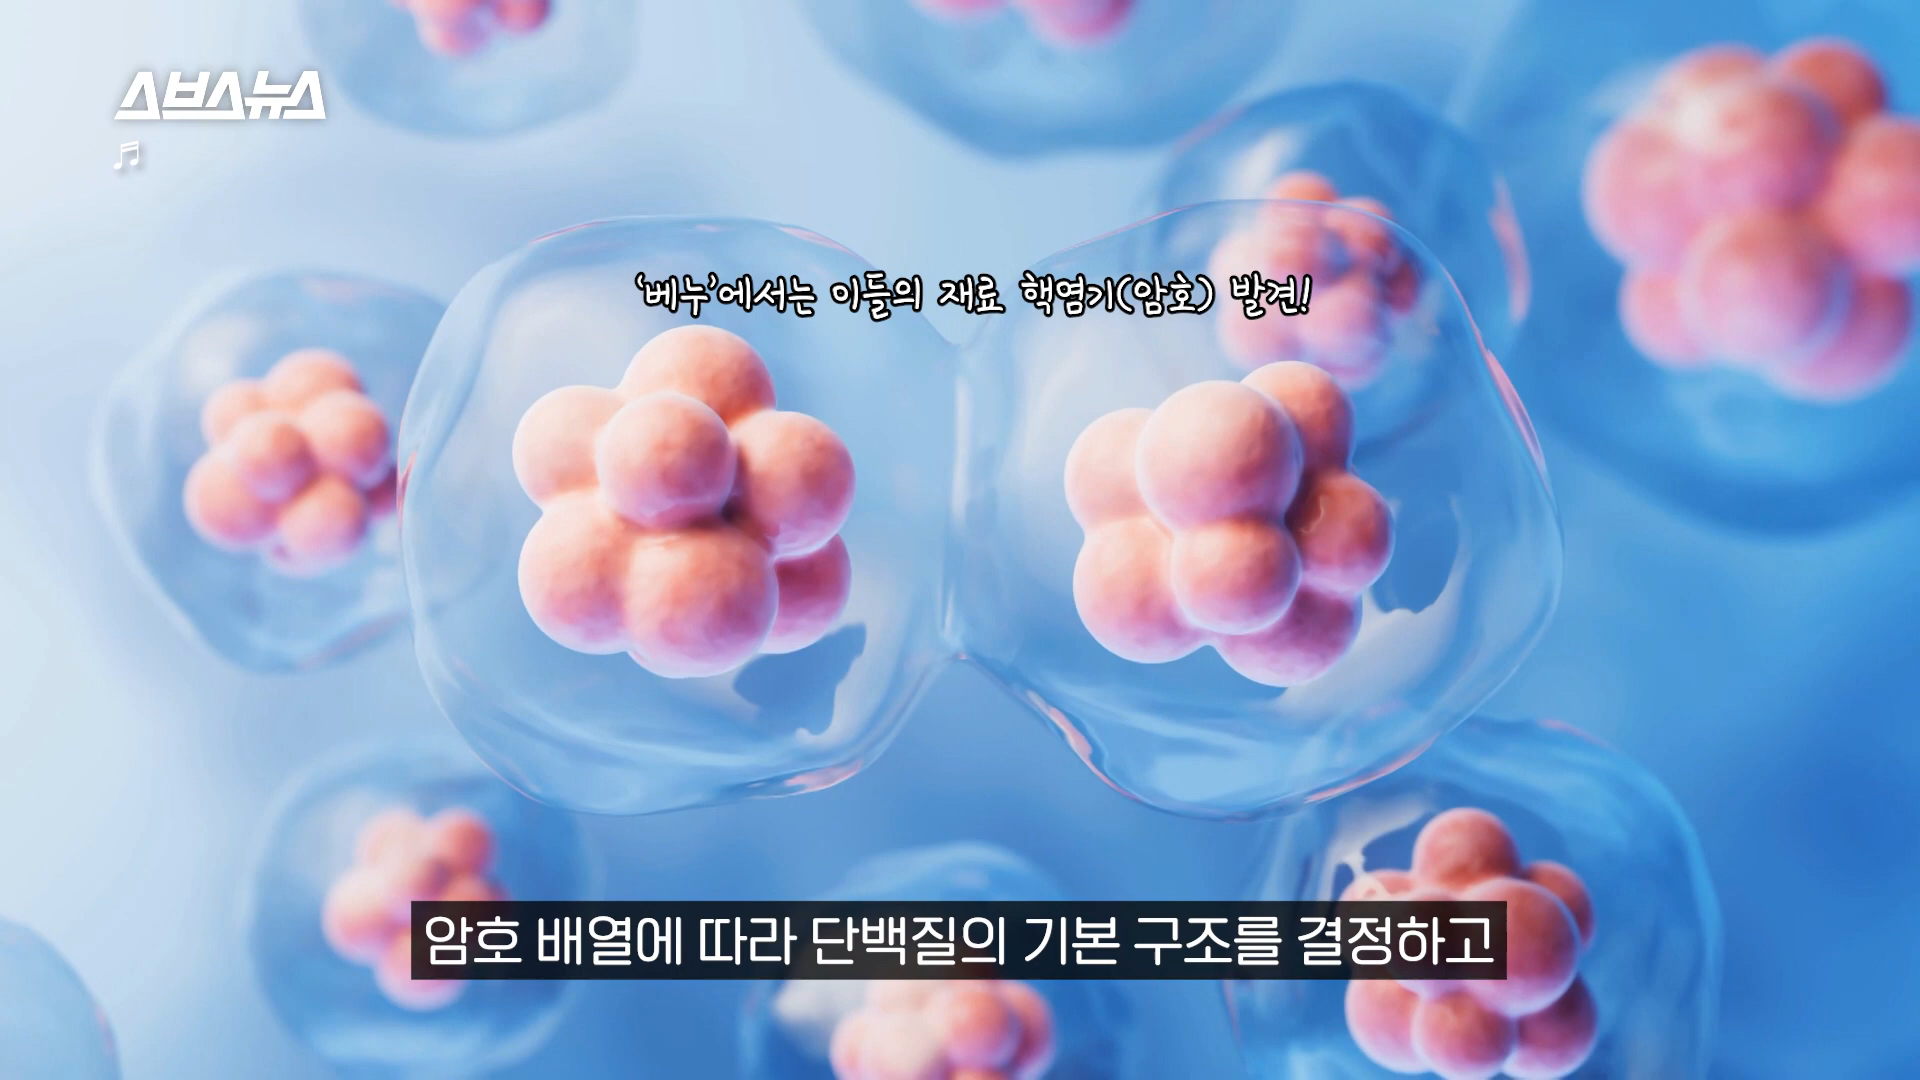 스브스뉴스
♬
‘베누’에서는 이들의 재료 핵염기(암호) 발견!
암호 배열에 따라 단백질의 기본 구조를 결정하고